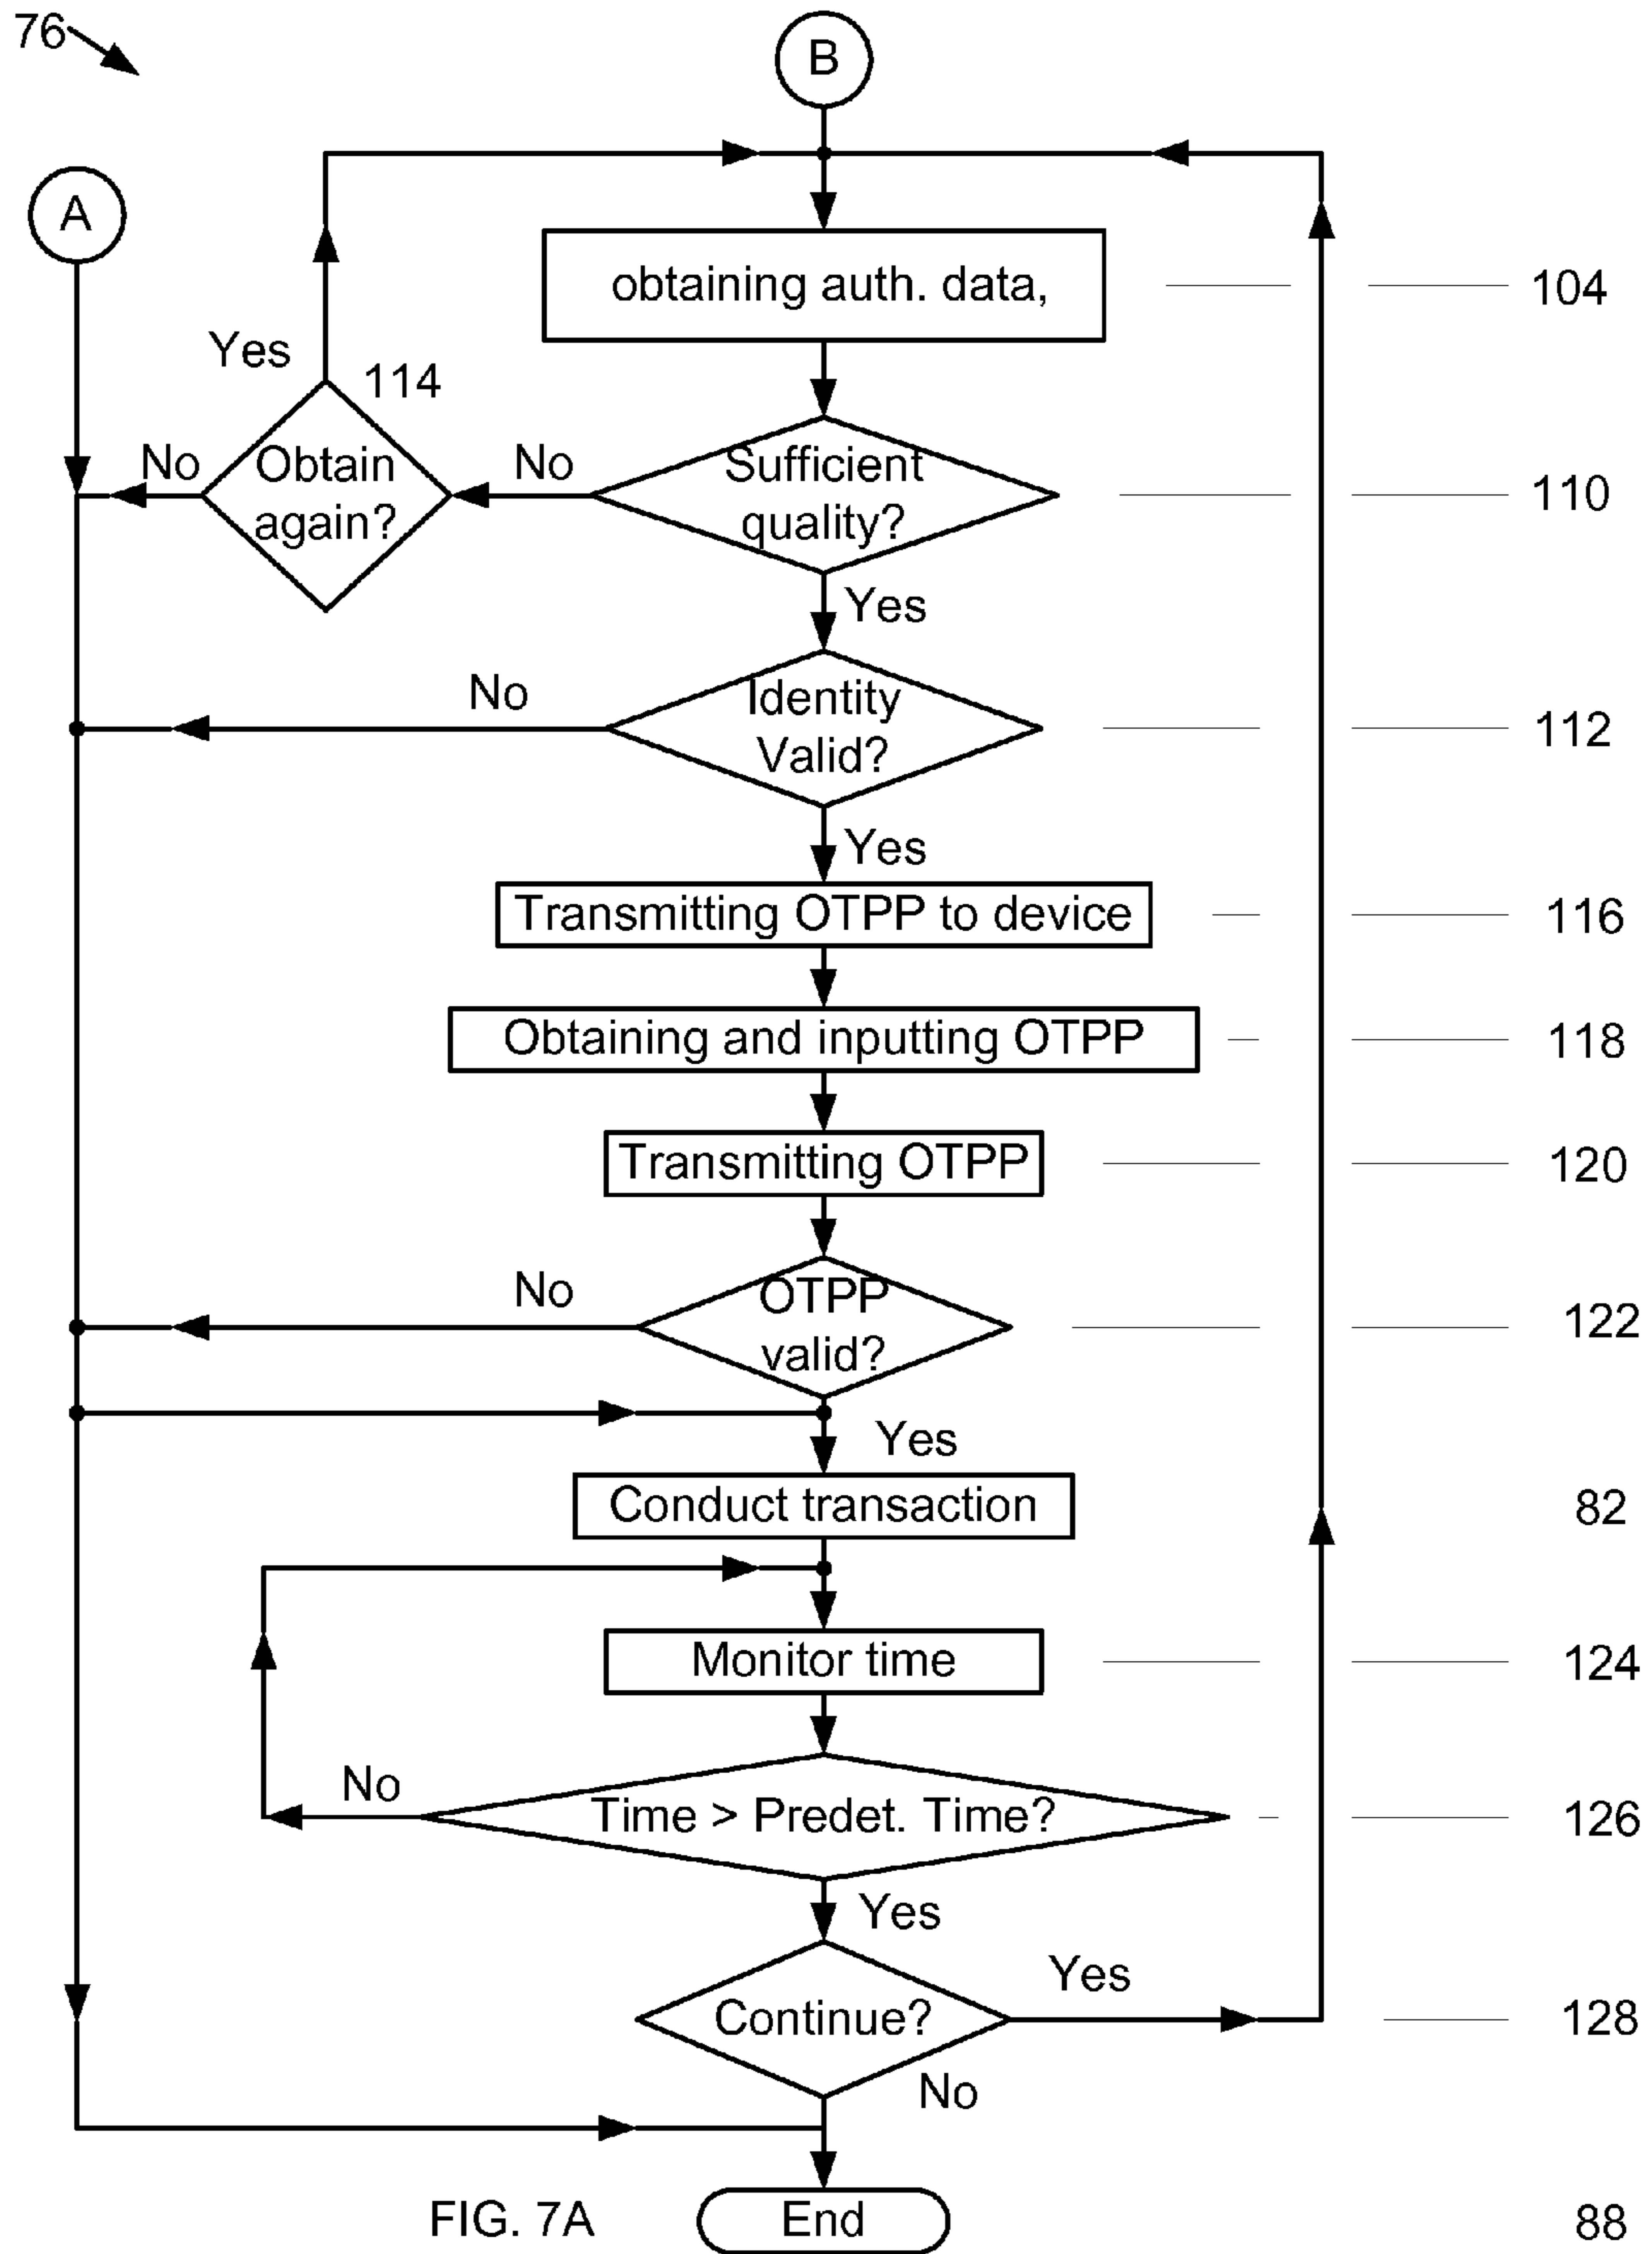 76
B
A
obtaining auth. data,
104
Yes
114
No
Obtain
again?
No
Sufficient
quality?
110
Yes
No
Identity
Valid?
112
Yes
Transmitting OTPP to device
116
Obtaining and inputting OTPP
118
Transmitting OTPP
120
No
OTPP
valid?
122
Yes
Conduct transaction
82
Monitor time
124
No
Time > Predet. Time?
126
Yes
Yes
Continue?
128
No
FIG. 7A
End
88